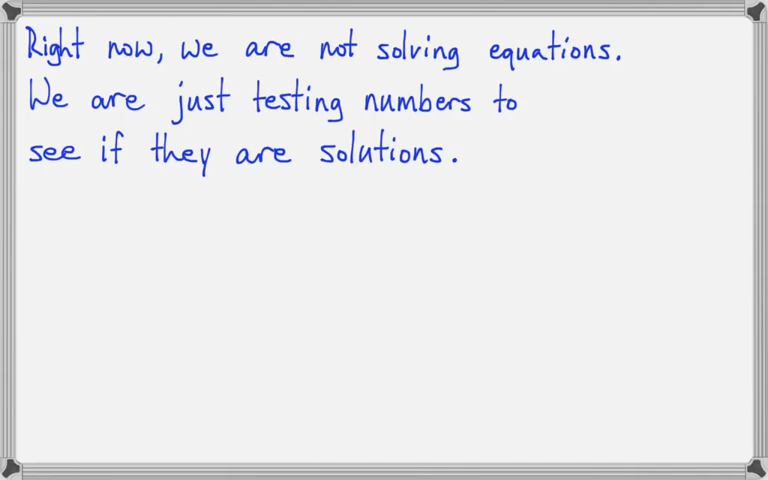 Right now, we are not solving equations.
We are just testing numbers to
see if they are solutions.